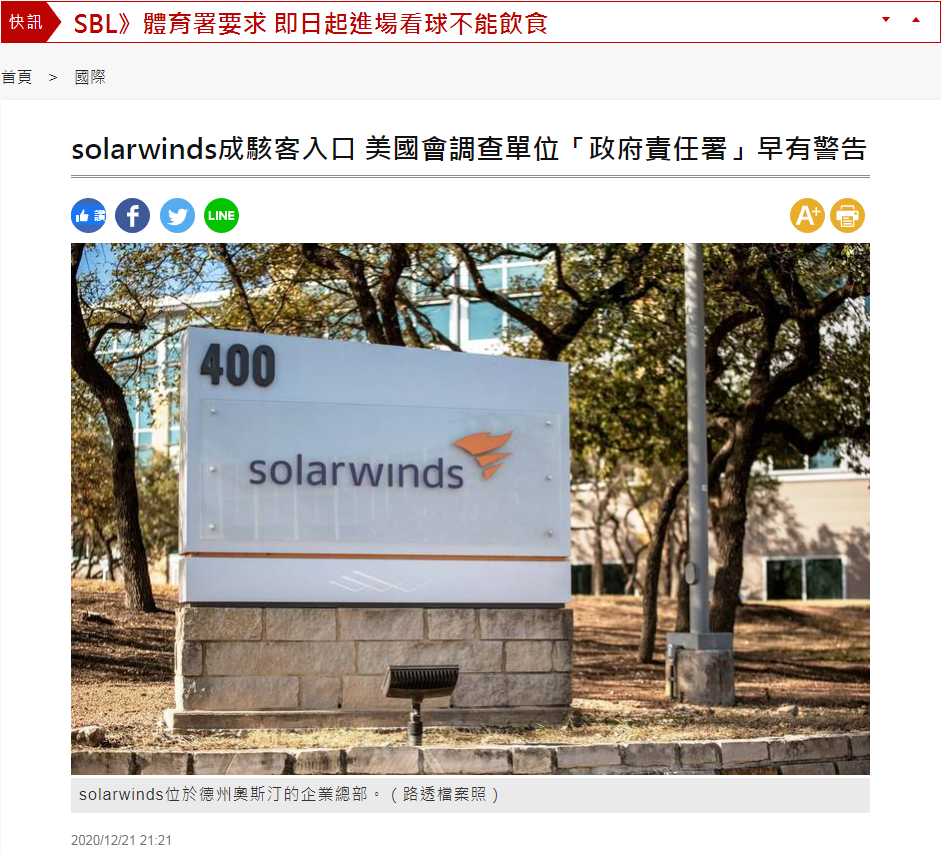 快訊
SBL》體育署要求 即日起進場看球不能飲食
首頁 > 國際
solarwinds成駭客入口 美國會調查單位「政府責任署」早有警告
讚
LINE
A+
400
solarwinds
solarwinds位於德州奧斯汀的企業總部。（路透檔案照）
2020/12/21 21:21